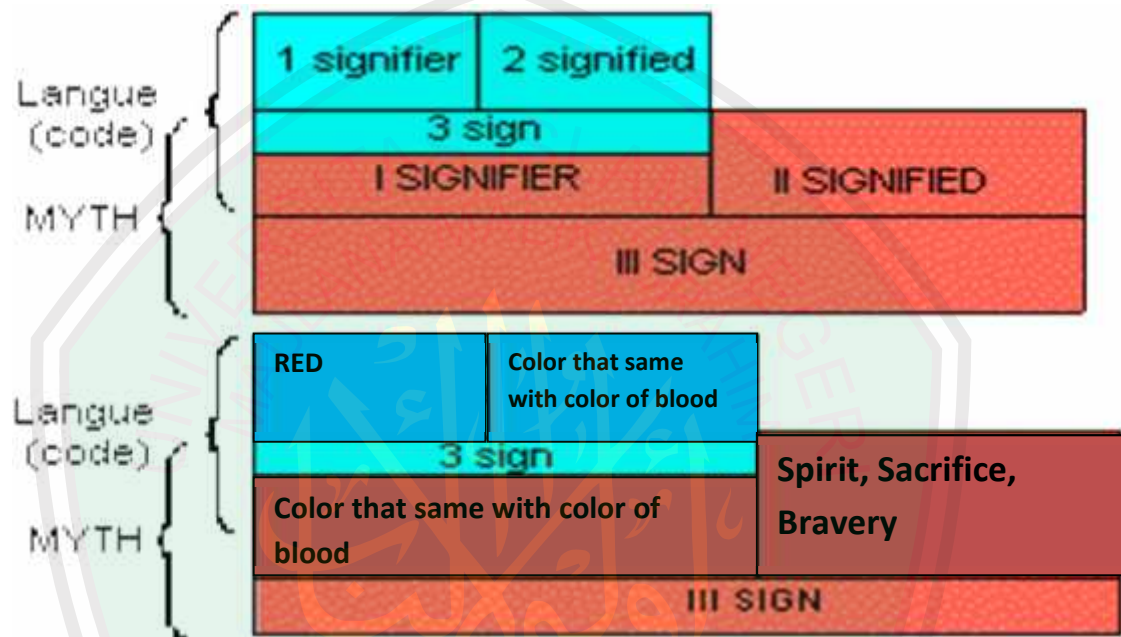 1 signifier
2 signified
Langue
(code)
3 sign
I SIGNIFIER
II SIGNIFIED
MYTH
III SIGN
RED
Color that same
with color of blood
Langue
(code)
3 sign
Spirit, Sacrifice,
Bravery
Color that same with color of
blood
MYTH
III SIGN